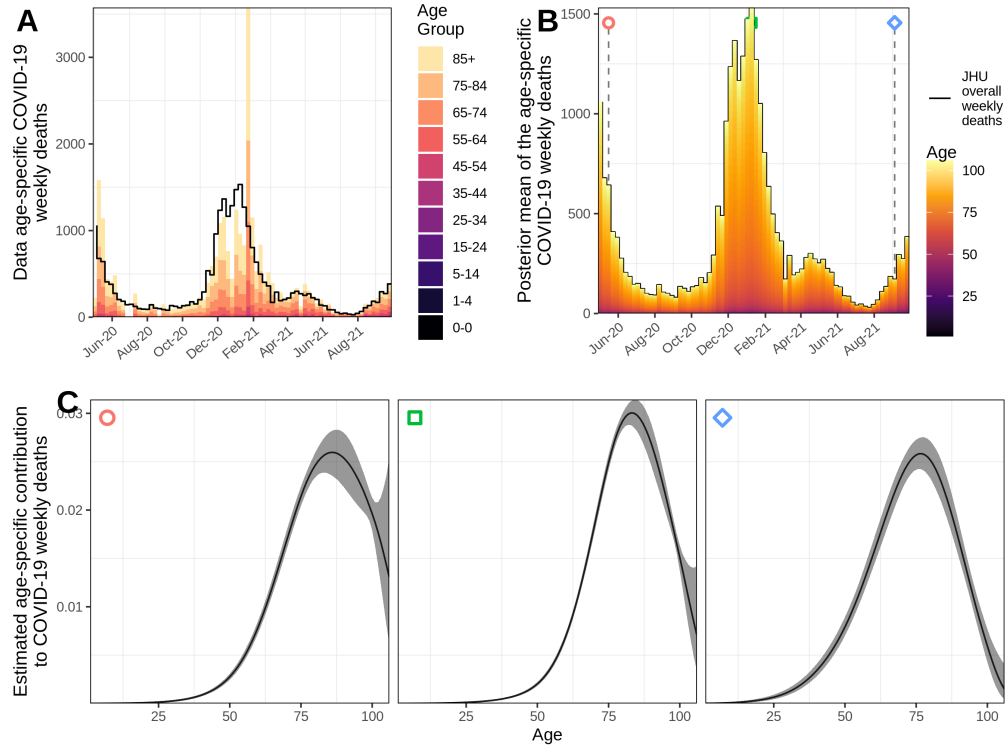 A
Data age-specific COVID-19
weekly deaths
3000
2000
1000
0
Jun-20
Aug-20
Oct-20
Dec-20
Feb-21
Apr-21
Jun-21
Aug-21
Age
Group
85+
75-84
65-74
55-64
45-54
35-44
25-34
15-24
5-14
1-4
0-0
B
Posterior mean of the age-specific
COVID-19 weekly deaths
1500
1000
500
0
Jun-20
Aug-20
Oct-20
Dec-20
Feb-21
Apr-21
Jun-21
Aug-21
JHU
overall
weekly
deaths
Age
100
75
50
25
C
Estimated age-specific contribution
to COVID-19 weekly deaths
0.03
0.02
0.01
25 50 75 100
25 50 75 100
25 50 75 100
Age